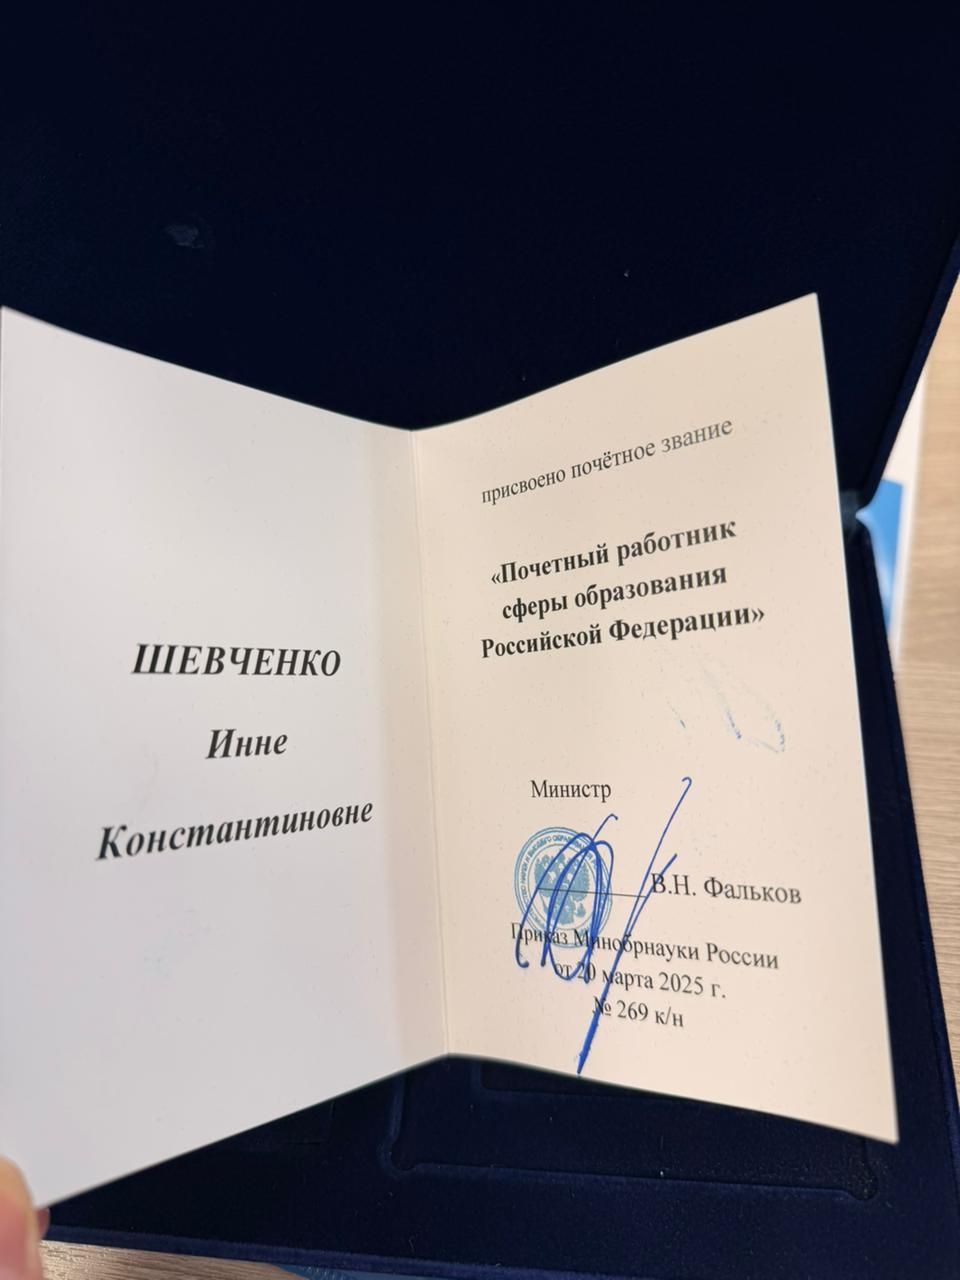 ШЕВЧЕНКО
Инне
Константиновне
присвоено почётное звание
«Почетный работник
сферы образования
Российской Федерации»
Министр
В.Н. Фальков
Приказ Минобрнауки России
от 20 марта 2025 г.
№ 269 к/н